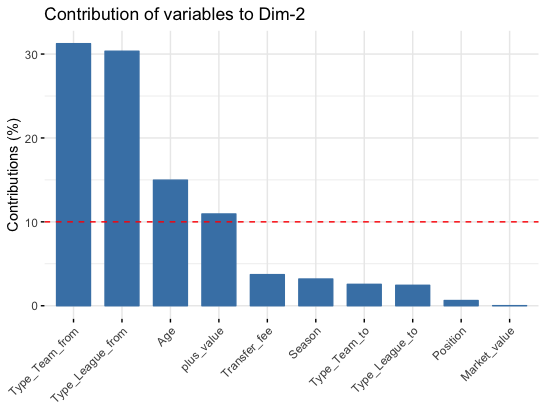 Contribution of variables to Dim-2
Contributions (%)
30
20
10
0
Type_Team_from
Type_League_from
Age
plus_value
Transfer_fee
Season
Type_Team_to
Type_League_to
Position
Market_value